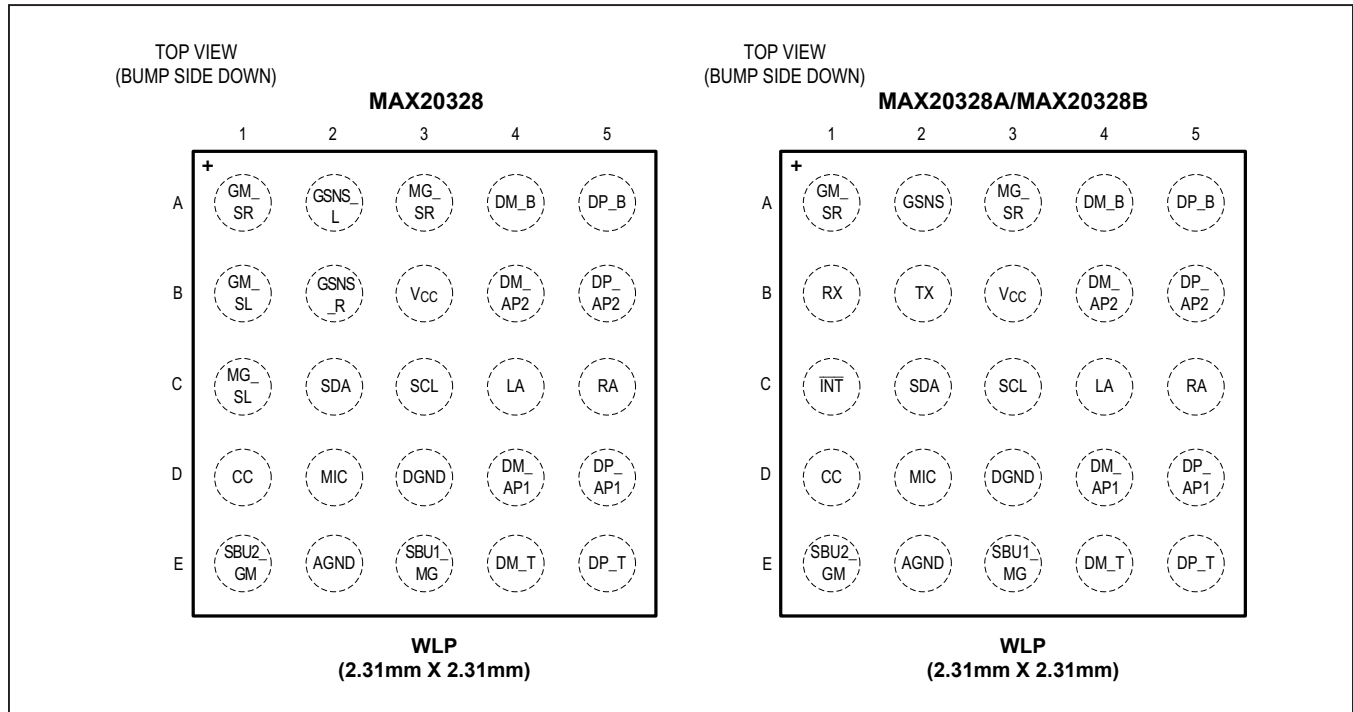 TOP VIEW
(BUMP SIDE DOWN)
MAX20328
1 2 3 4 5
+
A GM_ SR GSNS_ L MG_ SR DM_B DP_B
B GM_ SL GSNS _R VCC DM_ AP2 DP_ AP2
C MG_ SL SDA SCL LA RA
D CC MIC DGND DM_ AP1 DP_ AP1
E SBU2_ GM AGND SBU1_ MG DM_T DP_T
WLP
(2.31mm X 2.31mm)
TOP VIEW
(BUMP SIDE DOWN)
MAX20328A/MAX20328B
1 2 3 4 5
+
A GM_ SR GSNS MG_ SR DM_B DP_B
B RX TX VCC DM_ AP2 DP_ AP2
C INT SDA SCL LA RA
D CC MIC DGND DM_ AP1 DP_ AP1
E SBU2_ GM AGND SBU1_ MG DM_T DP_T
WLP
(2.31mm X 2.31mm)